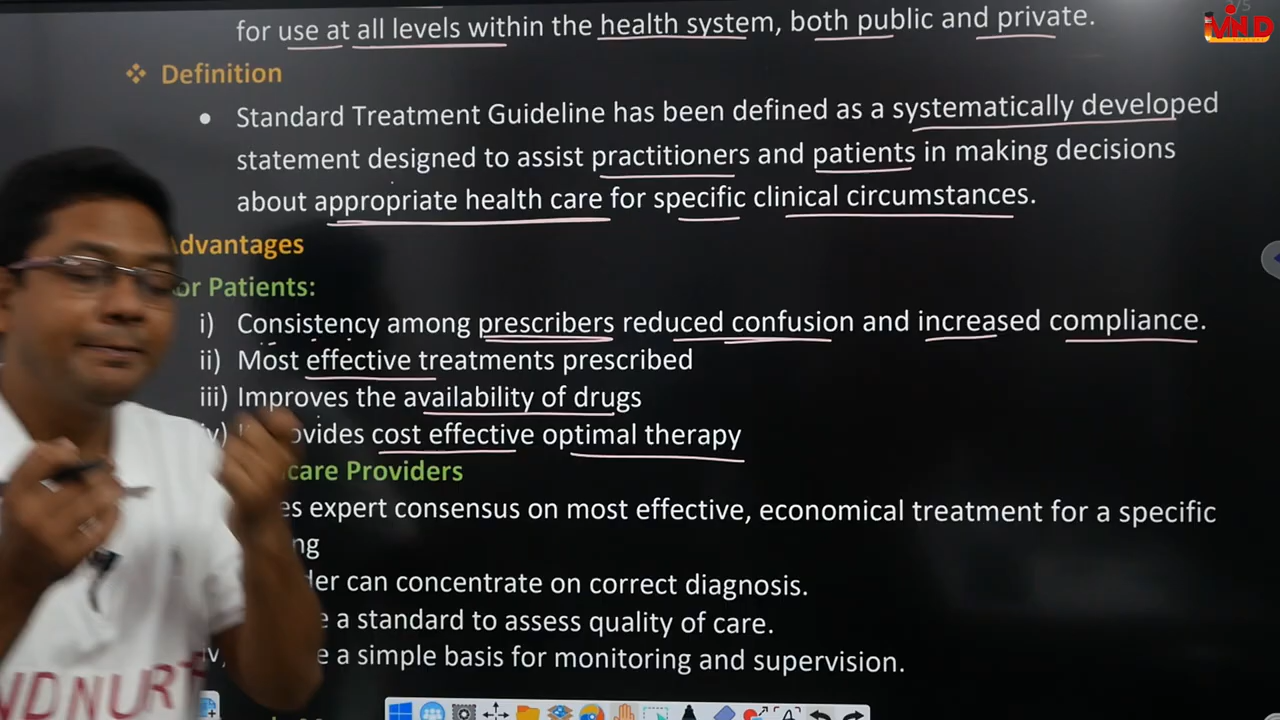 for use at all levels within the health system, both public and private.
❖ Definition
• Standard Treatment Guideline has been defined as a systematically developed
statement designed to assist practitioners and patients in making decisions
about appropriate health care for specific clinical circumstances.
Advantages
or Patients:
i) Consistency among prescribers reduced confusion and increased compliance.
ii) Most effective treatments prescribed
iii) Improves the availability of drugs
ovides cost effective optimal therapy
care Providers
es expert consensus on most effective, economical treatment for a specific
ng
der can concentrate on correct diagnosis.
e a standard to assess quality of care.
e a simple basis for monitoring and supervision.